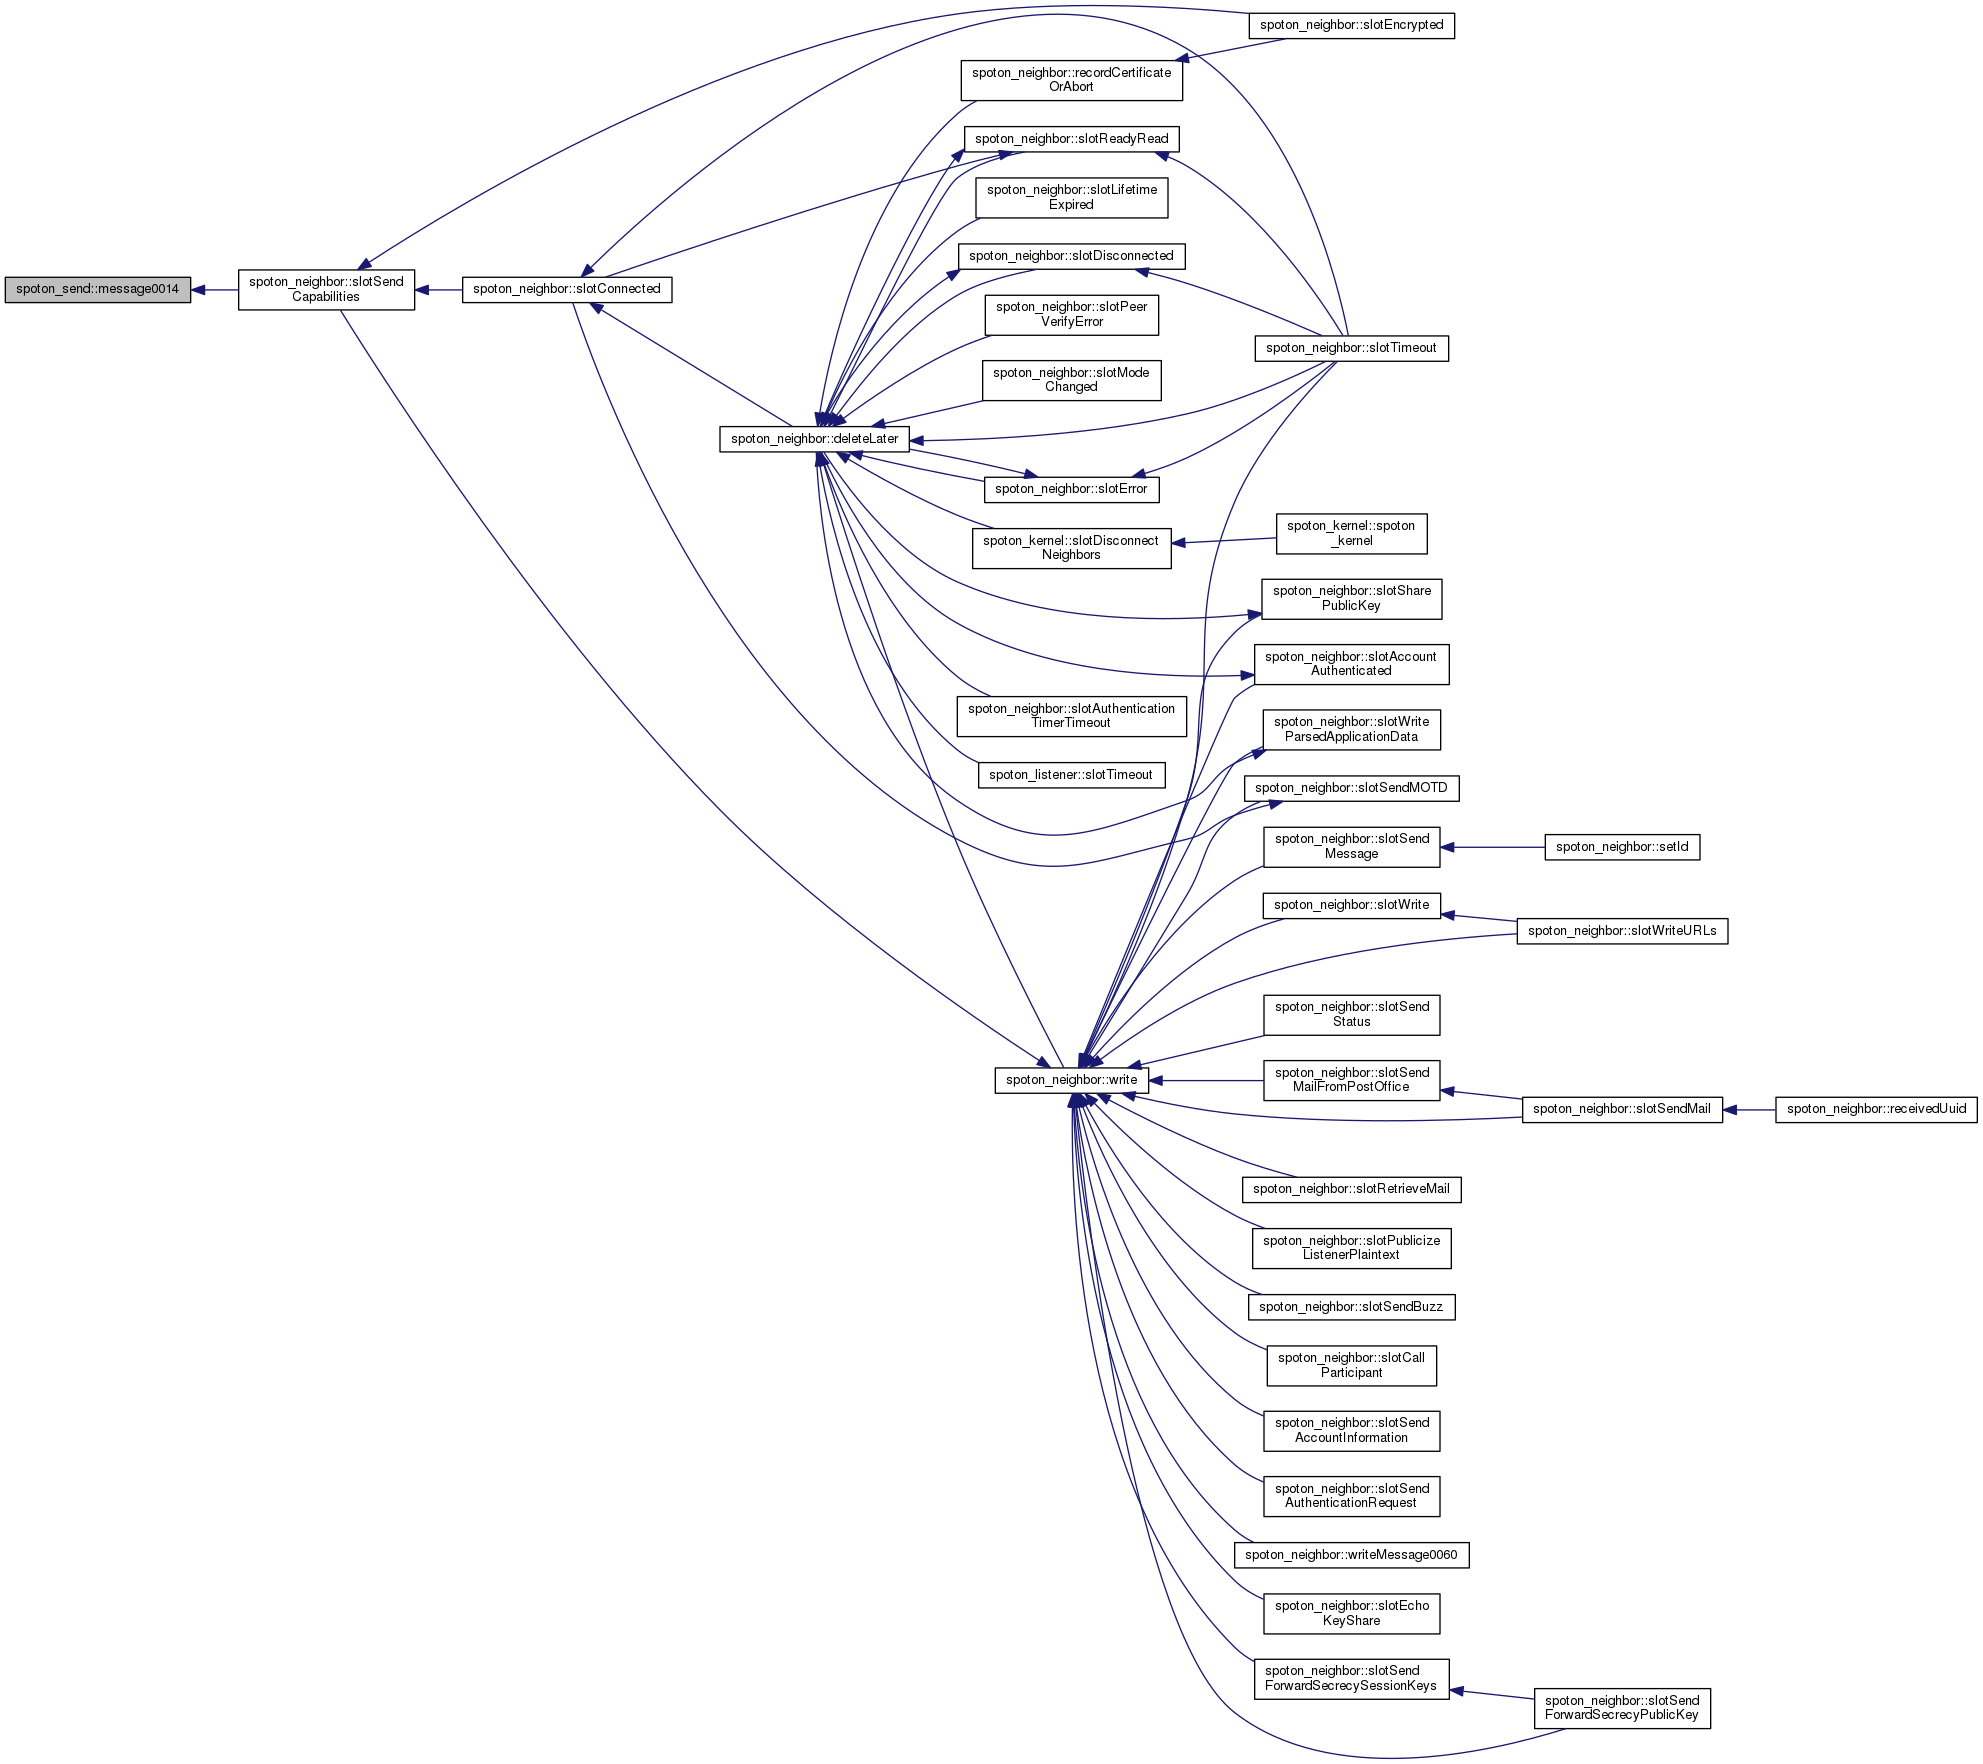 spoton_neighbor::slotEncrypted
spoton_neighbor::recordCertificate
OrAbort
spoton_neighbor::slotReadyRead
spoton_neighbor::slotLifetime
Expired
spoton_neighbor::slotDisconnected
spoton_send::message0014
spoton_neighbor::slotSend
Capabilities
spoton_neighbor::slotConnected
spoton_neighbor::slotPeer
VerifyError
spoton_neighbor::slotTimeout
spoton_neighbor::slotMode
Changed
spoton_neighbor::deleteLater
spoton_neighbor::slotError
spoton_kernel::slotDisconnect
Neighbors
spoton_kernel::spoton
_kernel
spoton_neighbor::slotShare
PublicKey
spoton_neighbor::slotAccount
Authenticated
spoton_neighbor::slotAuthentication
TimerTimeout
spoton_neighbor::slotWrite
ParsedApplicationData
spoton_listener::slotTimeout
spoton_neighbor::slotSendMOTD
spoton_neighbor::slotSend
Message
spoton_neighbor::setId
spoton_neighbor::slotWrite
spoton_neighbor::slotWriteURLs
spoton_neighbor::slotSend
Status
spoton_neighbor::write
spoton_neighbor::slotSend
MailFromPostOffice
spoton_neighbor::slotSendMail
spoton_neighbor::receivedUuid
spoton_neighbor::slotRetrieveMail
spoton_neighbor::slotPublicize
ListenerPlaintext
spoton_neighbor::slotSendBuzz
spoton_neighbor::slotCall
Participant
spoton_neighbor::slotSend
AccountInformation
spoton_neighbor::slotSend
AuthenticationRequest
spoton_neighbor::writeMessage0060
spoton_neighbor::slotEcho
KeyShare
spoton_neighbor::slotSend
ForwardSecrecySessionKeys
spoton_neighbor::slotSend
ForwardSecrecyPublicKey